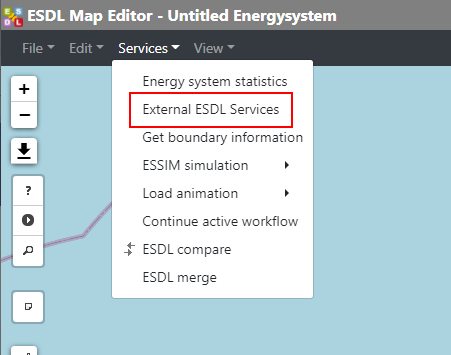 ESDL Map Editor - Untitled Energysystem
File Edit Services View
Energy system statistics
External ESDL Services
Get boundary information
ESSIM simulation
Load animation
Continue active workflow
ESDL compare
ESDL merge
+
−
?